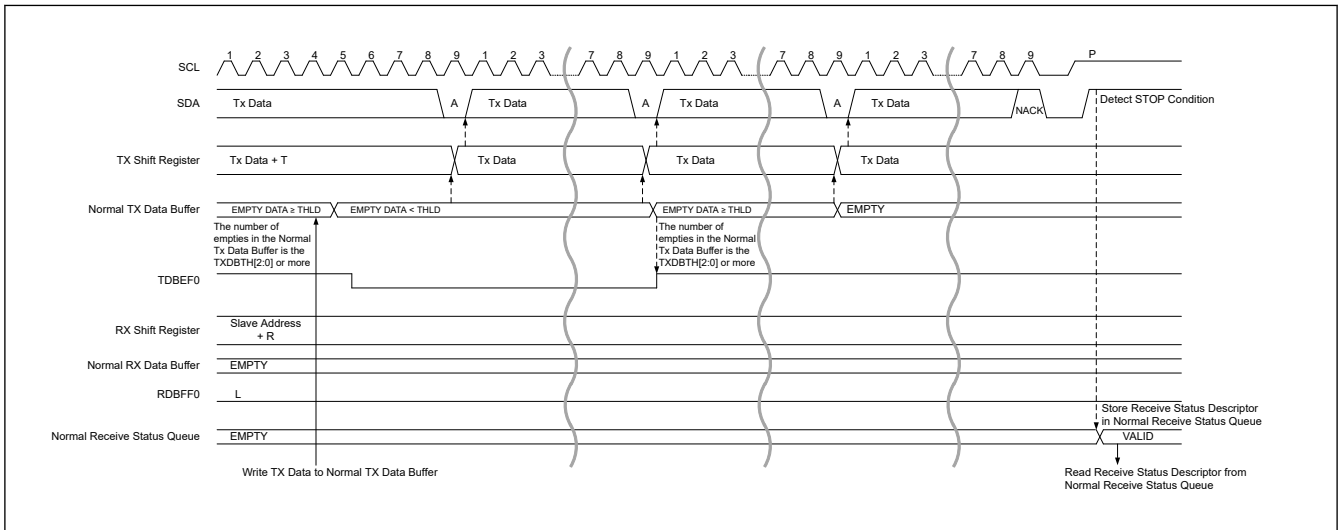 1 2 3 4 5 6 7 8 9 1 2 3 7 8 9 1 2 3 7 8 9 1 2 3 7 8 9 P
SCL
SDA Tx Data A Tx Data A Tx Data A Tx Data NACK Detect STOP Condition
TX Shift Register Tx Data + T Tx Data Tx Data Tx Data
Normal TX Data Buffer EMPTY DATA ≥ THLD EMPTY DATA < THLD EMPTY DATA ≥ THLD EMPTY
The number of
empties in the Normal
Tx Data Buffer is the
TXDBTH[2:0] or more
The number of
empties in the Normal
Tx Data Buffer is the
TXDBTH[2:0] or more
TDBEF0
RX Shift Register Slave Address
+ R
Normal RX Data Buffer EMPTY
RDBFF0 L
Store Receive Status Descriptor
in Normal Receive Status Queue
Normal Receive Status Queue EMPTY VALID
Write TX Data to Normal TX Data Buffer
Read Receive Status Descriptor from
Normal Receive Status Queue